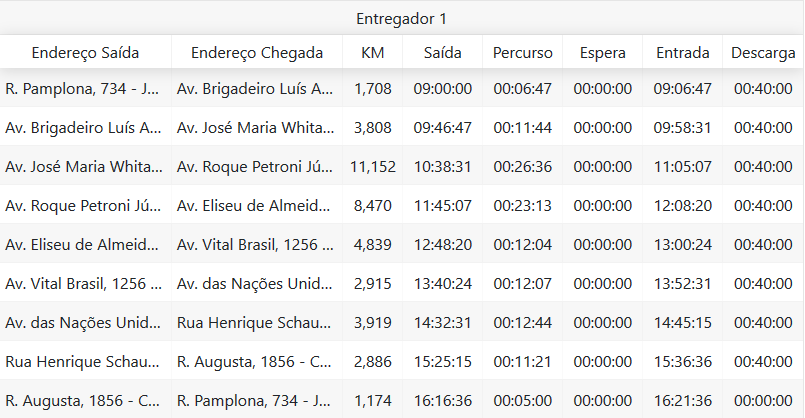 Entregador 1
Endereço Saída Endereço Chegada KM Saída Percurso Espera Entrada Descarga
R. Pamplona, 734 - J... Av. Brigadeiro Luís A... 1,708 09:00:00 00:06:47 00:00:00 09:06:47 00:40:00
Av. Brigadeiro Luís A... Av. José Maria Whita... 3,808 09:46:47 00:11:44 00:00:00 09:58:31 00:40:00
Av. José Maria Whita... Av. Roque Petroni Jú... 11,152 10:38:31 00:26:36 00:00:00 11:05:07 00:40:00
Av. Roque Petroni Jú... Av. Eliseu de Almeid... 8,470 11:45:07 00:23:13 00:00:00 12:08:20 00:40:00
Av. Eliseu de Almeid... Av. Vital Brasil, 1256 ... 4,839 12:48:20 00:12:04 00:00:00 13:00:24 00:40:00
Av. Vital Brasil, 1256 ... Av. das Nações Unid... 2,915 13:40:24 00:12:07 00:00:00 13:52:31 00:40:00
Av. das Nações Unid... Rua Henrique Schau... 3,919 14:32:31 00:12:44 00:00:00 14:45:15 00:40:00
Rua Henrique Schau... R. Augusta, 1856 - C... 2,886 15:25:15 00:11:21 00:00:00 15:36:36 00:40:00
R. Augusta, 1856 - C... R. Pamplona, 734 - J... 1,174 16:16:36 00:05:00 00:00:00 16:21:36 00:00:00